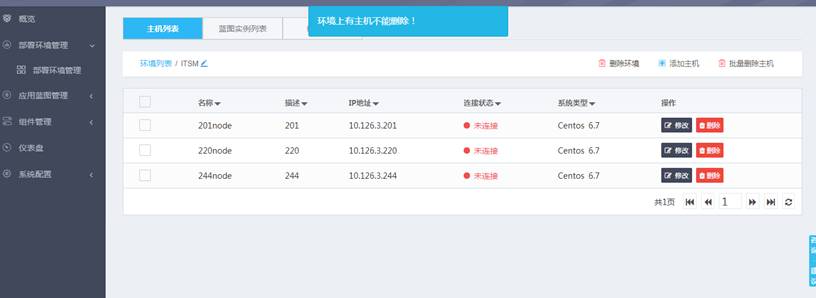 概览
部署环境管理
部署环境管理
应用蓝图管理
组件管理
仪表盘
系统配置
环境上有主机不能删除！
主机列表 蓝图实例列表
环境列表 / ITSM 删除环境 添加主机 批量删除主机
名称 描述 IP地址 连接状态 系统类型 操作
201node 201 10.126.3.201 未连接 Centos 6.7 修改 删除
220node 220 10.126.3.220 未连接 Centos 6.7 修改 删除
244node 244 10.126.3.244 未连接 Centos 6.7 修改 删除
共1页 1